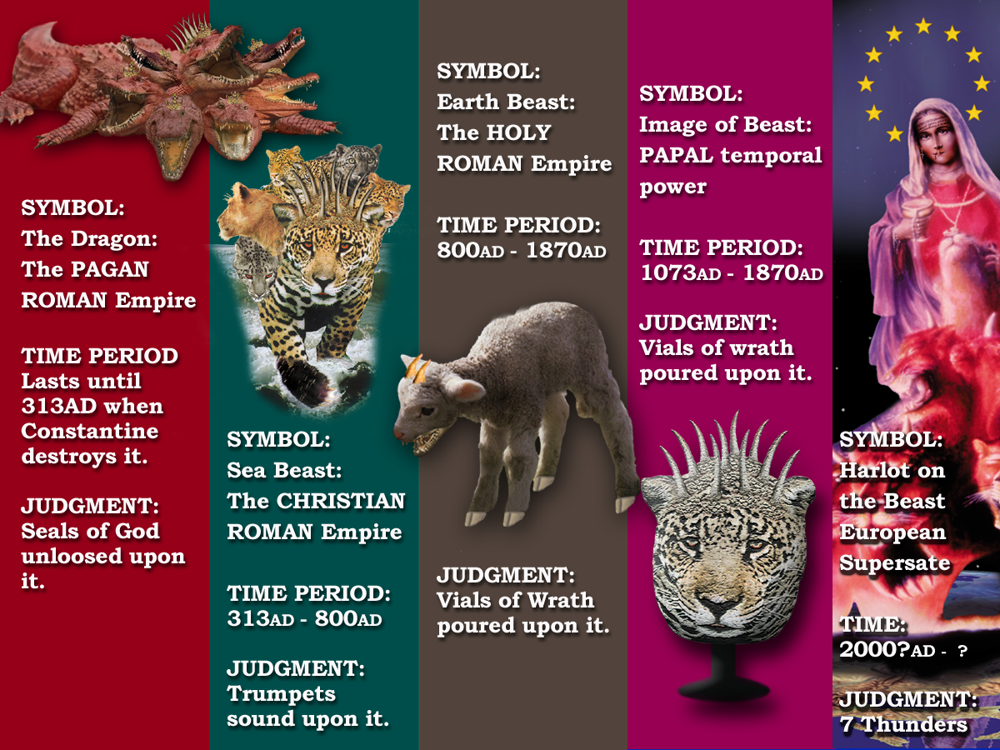 SYMBOL:
The Dragon:
The PAGAN
ROMAN Empire
TIME PERIOD
Lasts until
313AD when
Constantine
destroys it.
JUDGMENT:
Seals of God
unloosed upon
it.
SYMBOL:
Sea Beast:
The CHRISTIAN
ROMAN Empire
TIME PERIOD:
313AD - 800AD
JUDGMENT:
Trumpets
sound upon it.
SYMBOL:
Earth Beast:
The HOLY
ROMAN Empire
TIME PERIOD:
800AD - 1870AD
JUDGMENT:
Vials of Wrath
poured upon it.
SYMBOL:
Image of Beast:
PAPAL temporal
power
TIME PERIOD:
1073AD - 1870AD
JUDGMENT:
Vials of wrath
poured upon it.
SYMBOL:
Harlot on
the Beast
European
Supersate
TIME:
2000?AD - ?
JUDGMENT:
7 Thunders